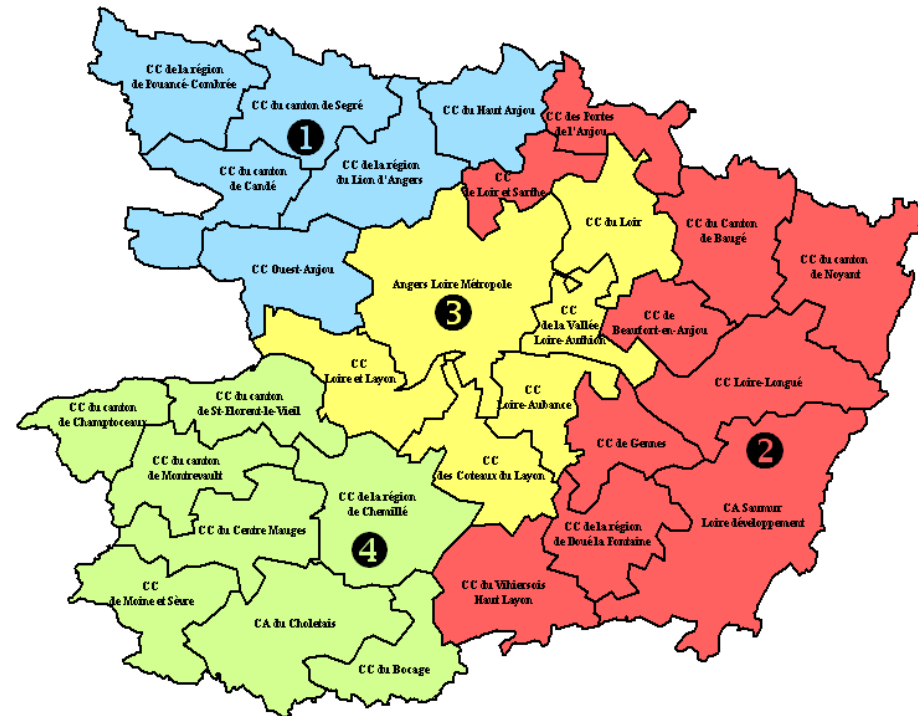 CC de la région
de Pouancé-Combrée
CC du canton de Segré
1
CC du Haut Anjou
CC des Portes
de l'Anjou
CC du canton
de Candé
CC de la région
du Lion d'Angers
CC
de Loir et Sarthe
CC du Loir
CC du Canton
de Baugé
CC du canton
de Noyant
CC Ouest-Anjou
Angers Loire Métropole
3
CC
de la Vallée
Loire-Authion
CC de
Beaufort-en-Anjou
CC
Loire et Layon
CC Loire-Longué
CC du canton
de St-Florent-le-Vieil
CC du canton
de Champtoceaux
CC
Loire-Aubance
CC de Gennes
2
CC du canton
de Montrevault
CC
des Coteaux du Layon
CC de la région
de Chemillé
CA Saumur
Loire développement
CC du Centre Mauges
4
CC de la région
de Doué la Fontaine
CC
de Moine et Sèvre
CC du Vihiersois
Haut Layon
CA du Choletais
CC du Bocage